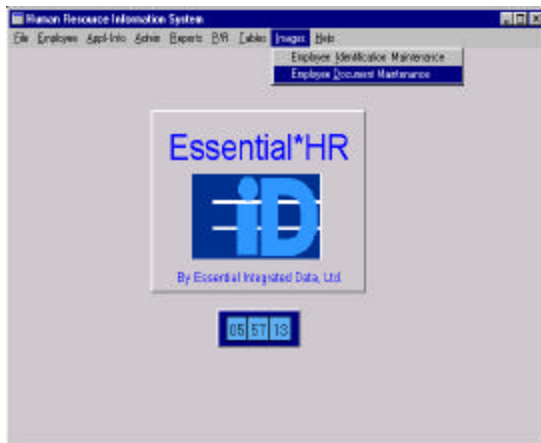 Human Resource Information System
File Employee Appl-Info Admin Reports P/R Tables Images Help
Employee Identification Maintenance
Employee Document Maintenance
Essential*HR
iD
By Essential Integrated Data, Ltd.
05 57 13